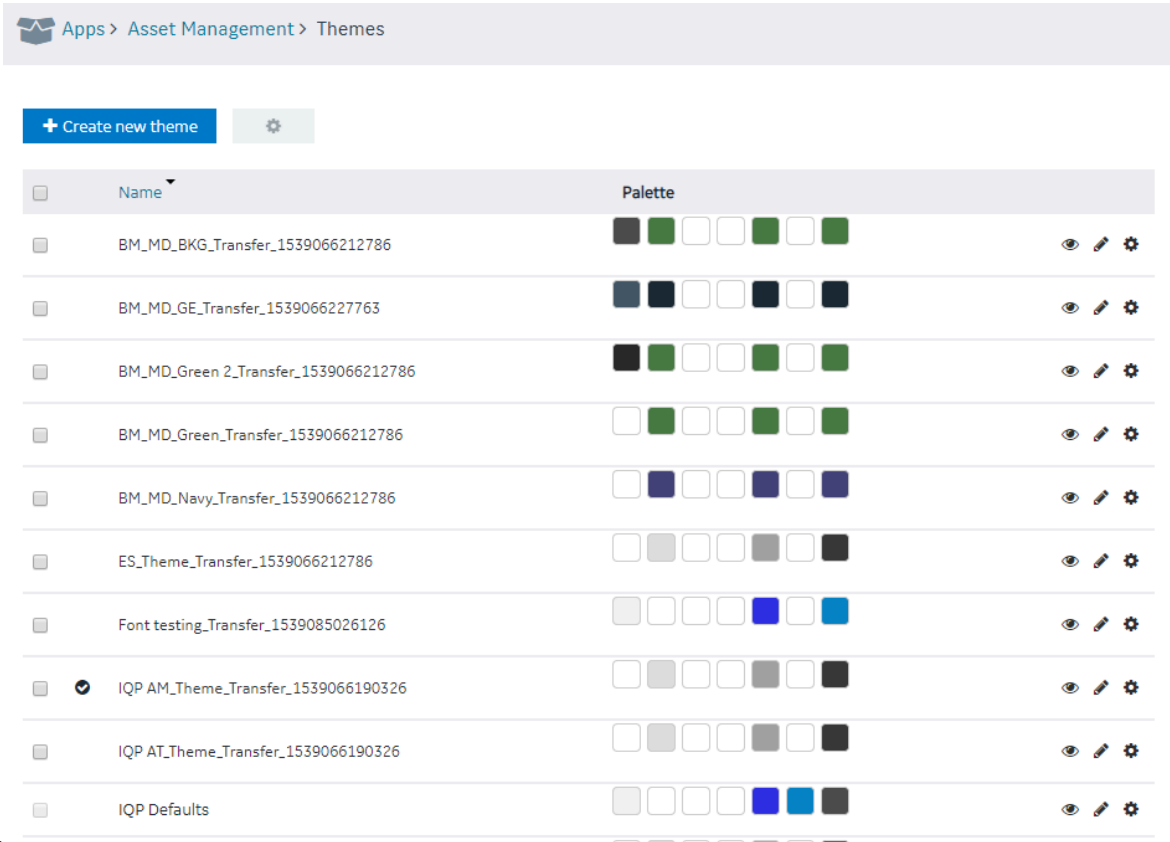 Apps> Asset Management> Themes
Create new theme
Name Palette
BM_MD_BKG_Transfer_1539066212786
BM_MD_GE_Transfer_1539066227763
BM_MD_Green 2_Transfer_1539066212786
BM_MD_Green_Transfer_1539066212786
BM_MD_Navy_Transfer_1539066212786
ES_Theme_Transfer_1539066212786
Font testing_Transfer_1539085026126
IQP AM_Theme_Transfer_1539066190326
IQP AT_Theme_Transfer_1539066190326
IQP Defaults